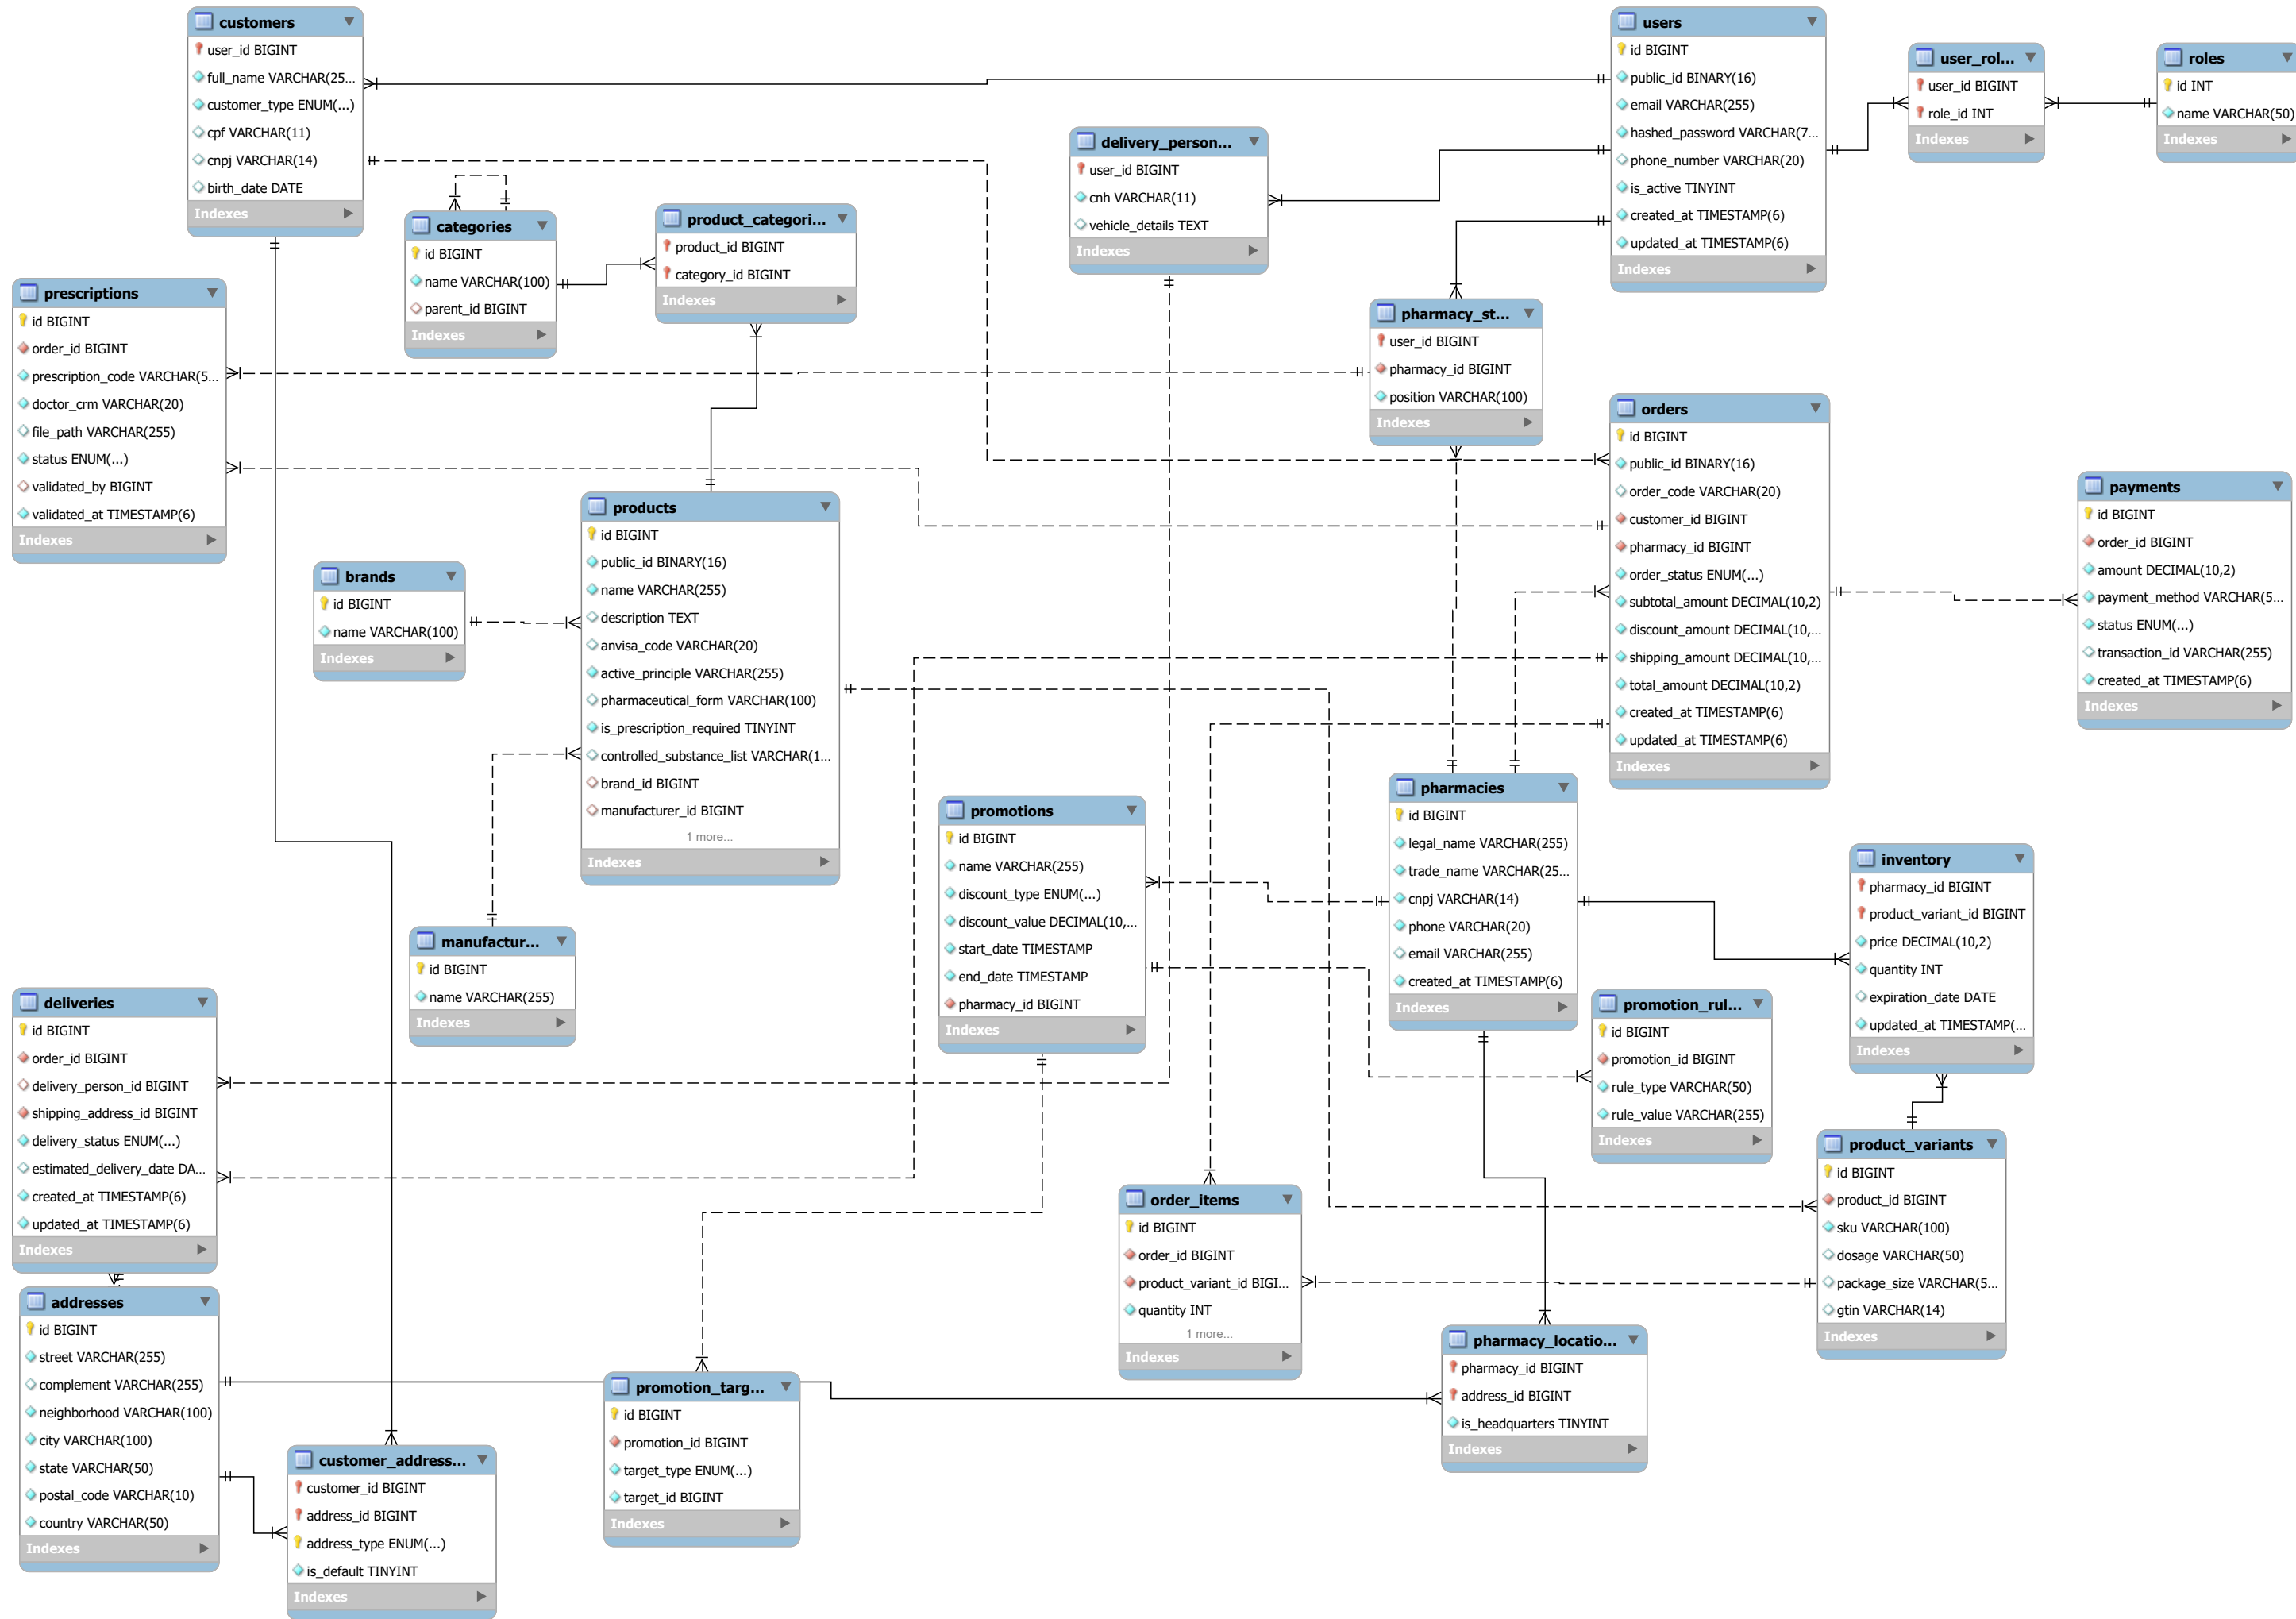 customers
user_id BIGINT
full_name VARCHAR(25...
customer_type ENUM(...)
cpf VARCHAR(11)
cnpj VARCHAR(14)
birth_date DATE
Indexes
users
id BIGINT
public_id BINARY(16)
email VARCHAR(255)
hashed_password VARCHAR(7...
phone_number VARCHAR(20)
is_active TINYINT
created_at TIMESTAMP(6)
updated_at TIMESTAMP(6)
Indexes
user_rol...
user_id BIGINT
role_id INT
Indexes
roles
id INT
name VARCHAR(50)
Indexes
delivery_person...
user_id BIGINT
cnh VARCHAR(11)
vehicle_details TEXT
Indexes
categories
id BIGINT
name VARCHAR(100)
parent_id BIGINT
Indexes
product_categori...
product_id BIGINT
category_id BIGINT
Indexes
prescriptions
id BIGINT
order_id BIGINT
prescription_code VARCHAR(5...
doctor_crm VARCHAR(20)
file_path VARCHAR(255)
status ENUM(...)
validated_by BIGINT
validated_at TIMESTAMP(6)
Indexes
pharmacy_st...
user_id BIGINT
pharmacy_id BIGINT
position VARCHAR(100)
Indexes
orders
id BIGINT
public_id BINARY(16)
order_code VARCHAR(20)
customer_id BIGINT
pharmacy_id BIGINT
order_status ENUM(...)
subtotal_amount DECIMAL(10,2)
discount_amount DECIMAL(10,...
shipping_amount DECIMAL(10,...
total_amount DECIMAL(10,2)
created_at TIMESTAMP(6)
updated_at TIMESTAMP(6)
Indexes
payments
id BIGINT
order_id BIGINT
amount DECIMAL(10,2)
payment_method VARCHAR(5...
status ENUM(...)
transaction_id VARCHAR(255)
created_at TIMESTAMP(6)
Indexes
products
id BIGINT
public_id BINARY(16)
name VARCHAR(255)
description TEXT
anvisa_code VARCHAR(20)
active_principle VARCHAR(255)
pharmaceutical_form VARCHAR(100)
is_prescription_required TINYINT
controlled_substance_list VARCHAR(1...
brand_id BIGINT
manufacturer_id BIGINT
1 more...
Indexes
brands
id BIGINT
name VARCHAR(100)
Indexes
pharmacies
id BIGINT
legal_name VARCHAR(255)
trade_name VARCHAR(25...
cnpj VARCHAR(14)
phone VARCHAR(20)
email VARCHAR(255)
created_at TIMESTAMP(6)
Indexes
promotions
id BIGINT
name VARCHAR(255)
discount_type ENUM(...)
discount_value DECIMAL(10,...
start_date TIMESTAMP
end_date TIMESTAMP
pharmacy_id BIGINT
Indexes
inventory
pharmacy_id BIGINT
product_variant_id BIGINT
price DECIMAL(10,2)
quantity INT
expiration_date DATE
updated_at TIMESTAMP(...
Indexes
manufactur...
id BIGINT
name VARCHAR(255)
Indexes
deliveries
id BIGINT
order_id BIGINT
delivery_person_id BIGINT
shipping_address_id BIGINT
delivery_status ENUM(...)
estimated_delivery_date DA...
created_at TIMESTAMP(6)
updated_at TIMESTAMP(6)
Indexes
promotion_rul...
id BIGINT
promotion_id BIGINT
rule_type VARCHAR(50)
rule_value VARCHAR(255)
Indexes
product_variants
id BIGINT
product_id BIGINT
sku VARCHAR(100)
dosage VARCHAR(50)
package_size VARCHAR(5...
gtin VARCHAR(14)
Indexes
order_items
id BIGINT
order_id BIGINT
product_variant_id BIGI...
quantity INT
1 more...
Indexes
addresses
id BIGINT
street VARCHAR(255)
complement VARCHAR(255)
neighborhood VARCHAR(100)
city VARCHAR(100)
state VARCHAR(50)
postal_code VARCHAR(10)
country VARCHAR(50)
Indexes
pharmacy_locatio...
pharmacy_id BIGINT
address_id BIGINT
is_headquarters TINYINT
Indexes
promotion_targ...
id BIGINT
promotion_id BIGINT
target_type ENUM(...)
target_id BIGINT
Indexes
customer_address...
customer_id BIGINT
address_id BIGINT
address_type ENUM(...)
is_default TINYINT
Indexes